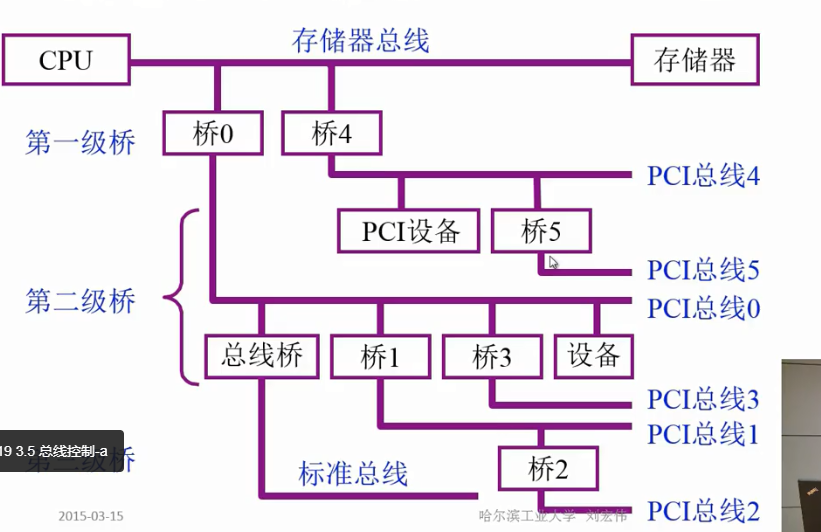 存储器总线
CPU
存储器
第一级桥
桥0
桥4
PCI总线4
PCI设备
桥5
PCI总线5
第二级桥
PCI总线0
总线桥
桥1
桥3
设备
PCI总线3
PCI总线1
19 3.5 总线控制-a
级桥
标准总线
桥2
PCI总线2
2015-03-15
哈尔滨工业大学 刘宏伟